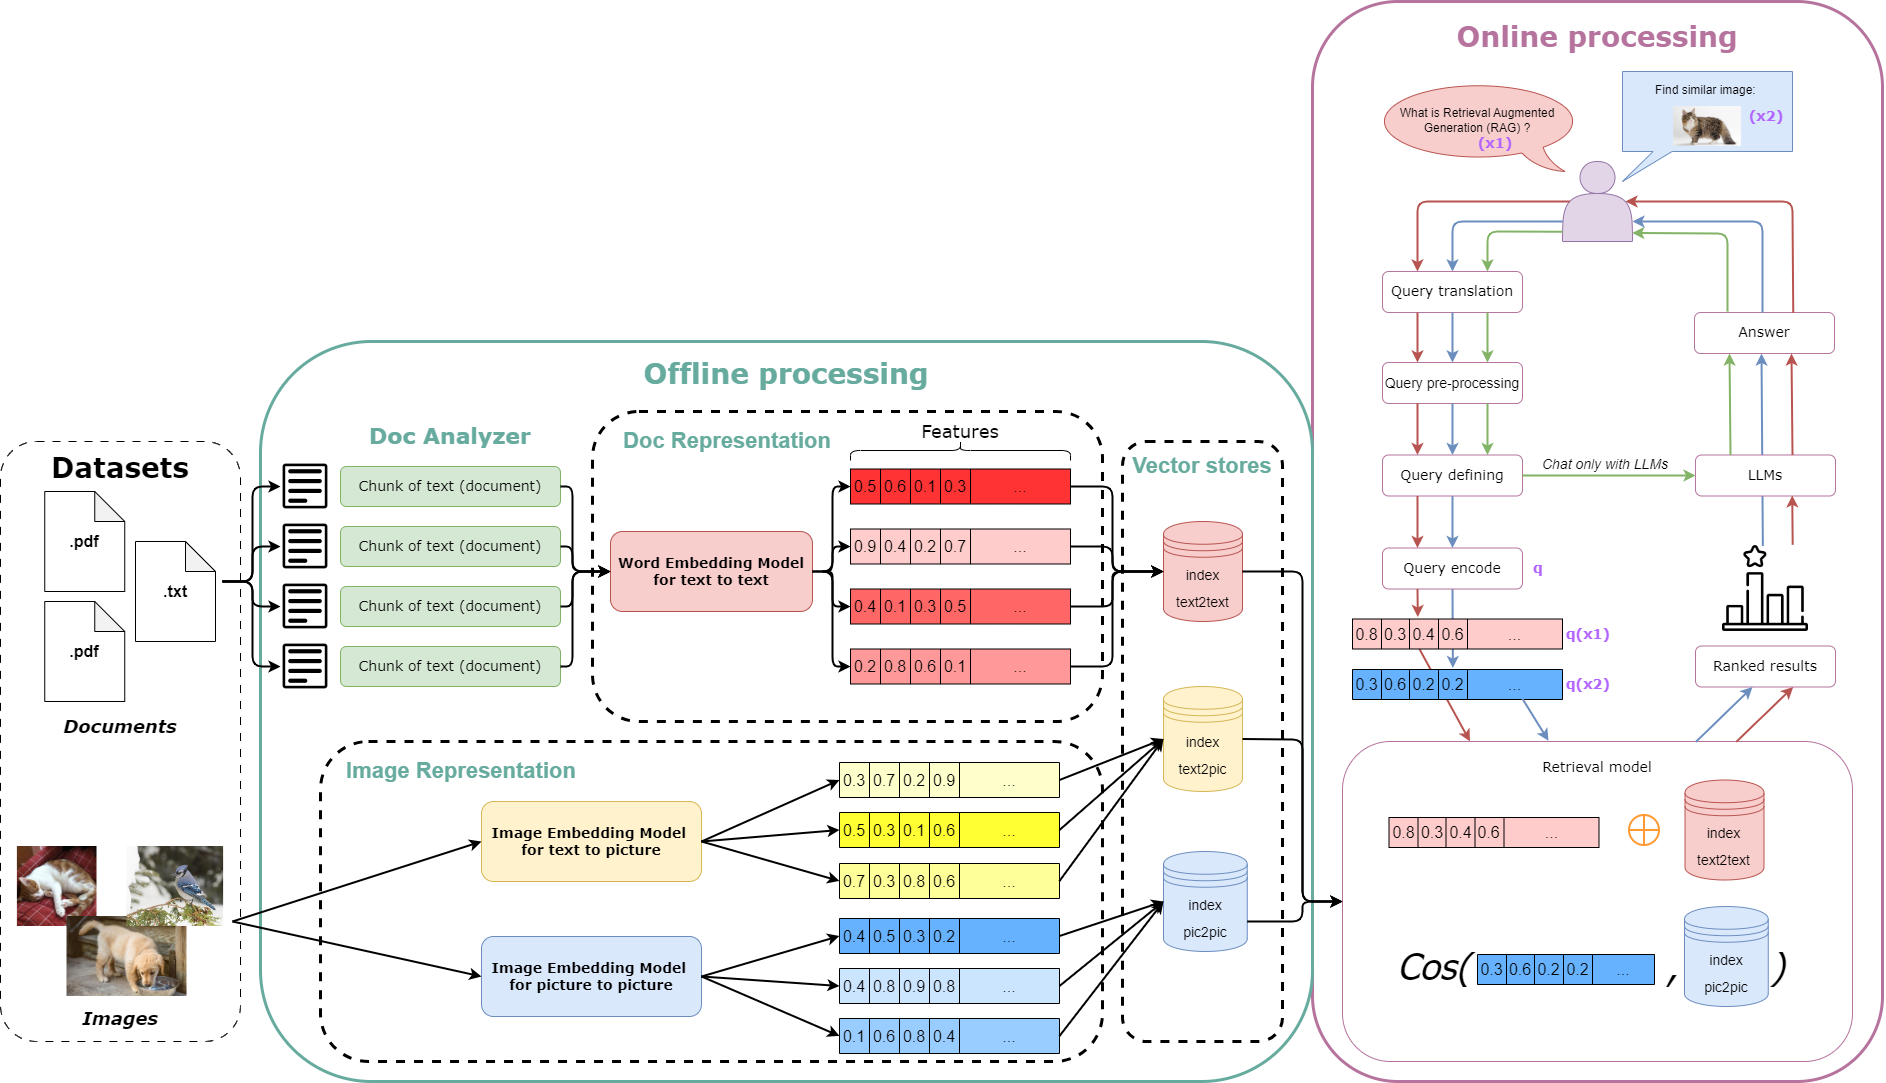 Online processing
What is Retrieval Augmented
Generation (RAG) ?
(x1)
Find similar image:
(x2)
Query translation
Query pre-processing
Query defining
Chat only with LLMs
LLMs
Answer
Query encode
q
0.8 0.3 0.4 0.6 ...
q(x1)
0.3 0.6 0.2 0.2 ...
q(x2)
Ranked results
Retrieval model
0.8 0.3 0.4 0.6 ...
index
text2text
Cos(
0.3 0.6 0.2 0.2 ...
,
index
pic2pic
)
Offline processing
Datasets
.pdf
.txt
.pdf
Documents
Images
Doc Analyzer
Chunk of text (document)
Chunk of text (document)
Chunk of text (document)
Chunk of text (document)
Doc Representation
Features
Word Embedding Model
for text to text
0.5 0.6 0.1 0.3 ...
0.9 0.4 0.2 0.7 ...
0.4 0.1 0.3 0.5 ...
0.2 0.8 0.6 0.1 ...
Vector stores
index
text2text
index
text2pic
index
pic2pic
Image Representation
Image Embedding Model
for text to picture
0.3 0.7 0.2 0.9 ...
0.5 0.3 0.1 0.6 ...
0.7 0.3 0.8 0.6 ...
Image Embedding Model
for picture to picture
0.4 0.5 0.3 0.2 ...
0.4 0.8 0.9 0.8 ...
0.1 0.6 0.8 0.4 ...